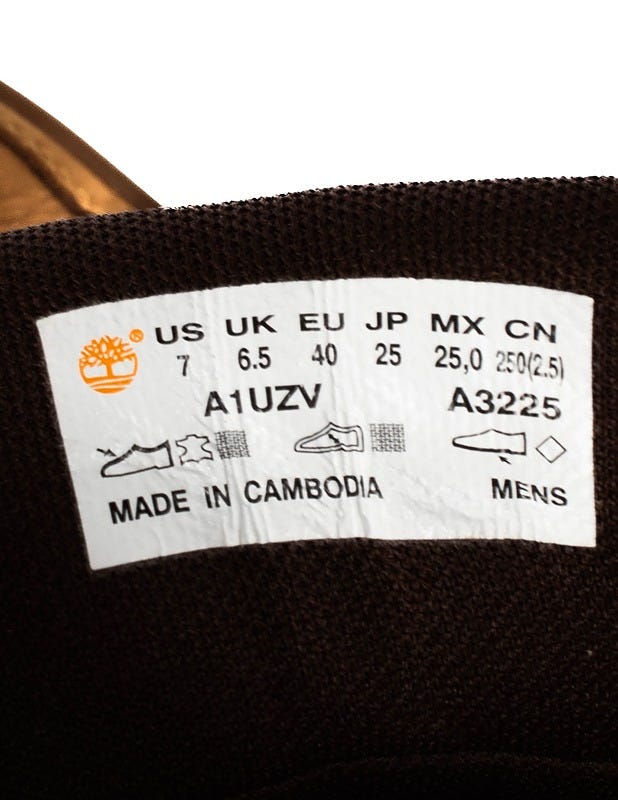 ® US UK EU JP MX CN
7 6.5 40 25 25,0 250(2.5)
A1UZV A3225
MADE IN CAMBODIA MENS